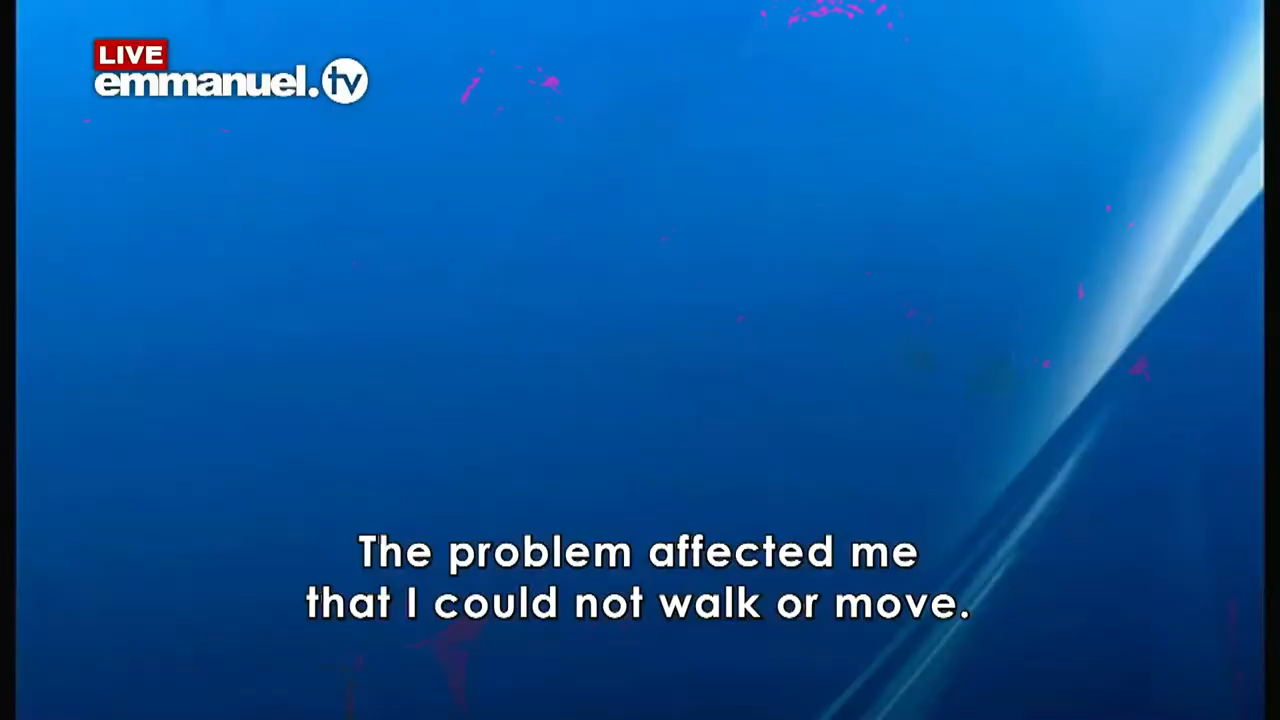 LIVE
emmanuel.tv
The problem affected me
that I could not walk or move.